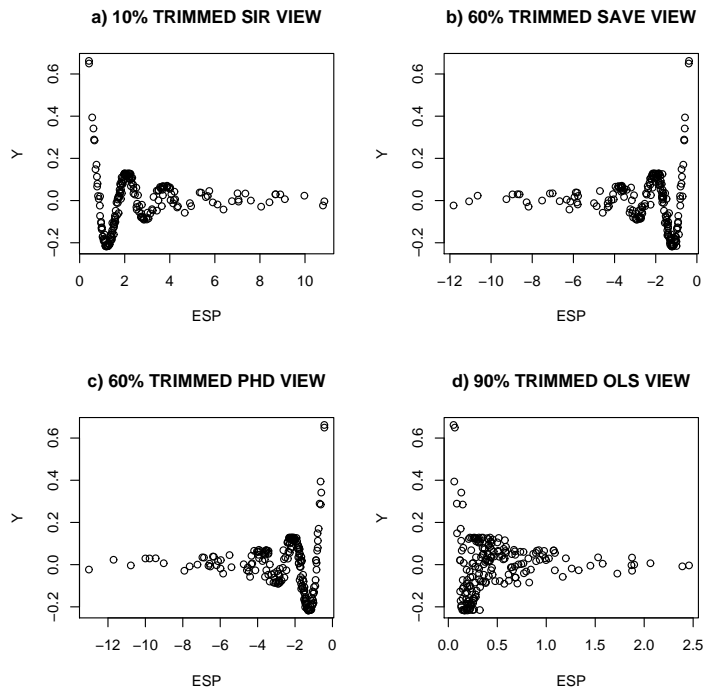 a) 10% TRIMMED SIR VIEW
Y
0.6
0.4
0.2
0.0
−0.2
0 2 4 6 8 10
ESP
b) 60% TRIMMED SAVE VIEW
Y
0.6
0.4
0.2
0.0
−0.2
−12 −10 −8 −6 −4 −2 0
ESP
c) 60% TRIMMED PHD VIEW
Y
0.6
0.4
0.2
0.0
−0.2
−12 −10 −8 −6 −4 −2 0
ESP
d) 90% TRIMMED OLS VIEW
Y
0.6
0.4
0.2
0.0
−0.2
0.0 0.5 1.0 1.5 2.0 2.5
ESP